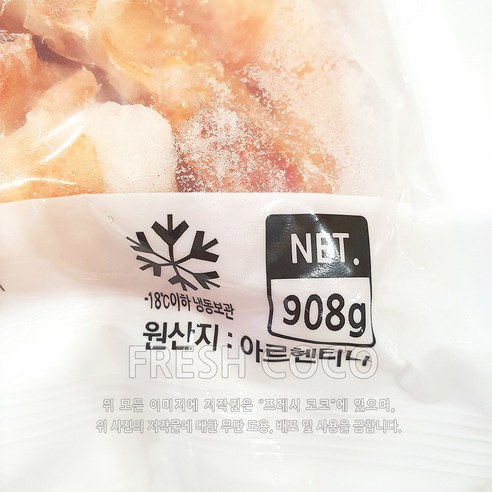 NET.
908g
-18℃이하 냉동보관
원산지 : 아르헨티나
FRESH COCO
위 모든 이미지에 저작권은 "프레시 코코"에 있으며,
위 사진의 저작물에 대한 무단 도용, 배포 및 사용을 금합니다.